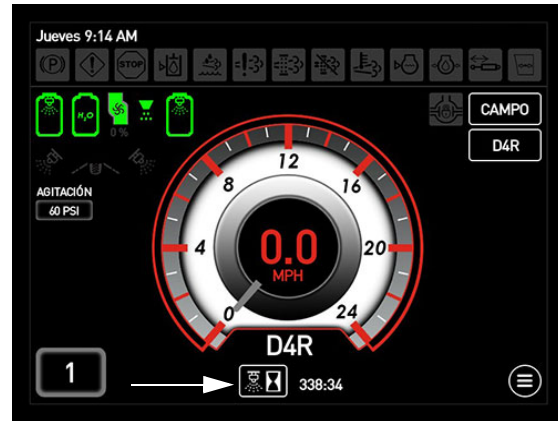 Jueves 9:14 AM
(P)
STOP
H₂O
0 %
CAMPO
D4R
AGITACIÓN
60 PSI
0
4
8
12
16
20
24
0.0
MPH
D4R
1
338:34